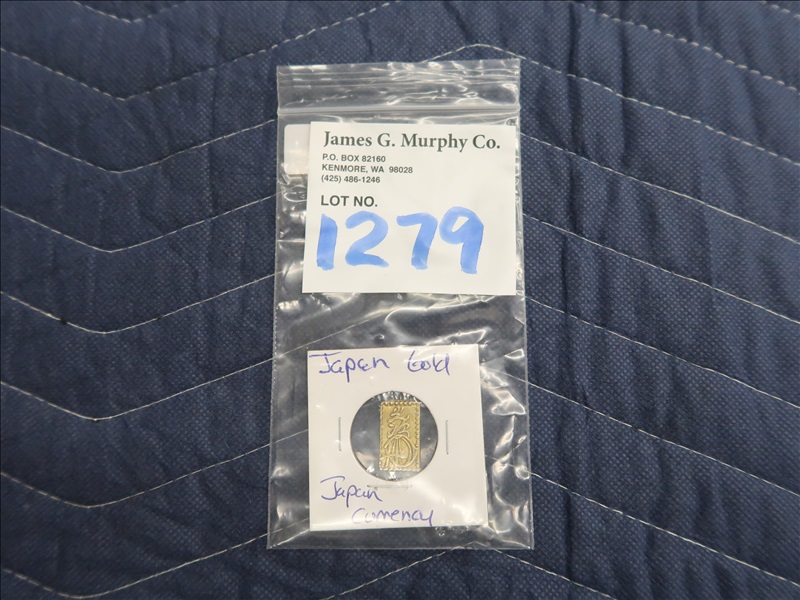 James G. Murphy Co.
P.O. BOX 82160
KENMORE, WA 98028
(425) 486-1246
LOT NO.
1279
Japan Gold
Japan
Currency